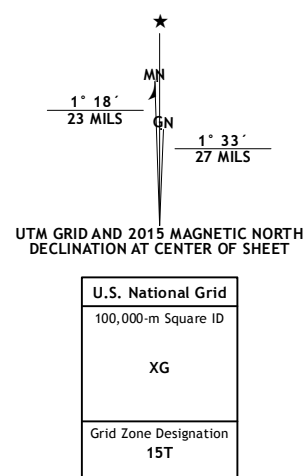 MN
1° 18´
23 MILS
GN
1° 33´
27 MILS
UTM GRID AND 2015 MAGNETIC NORTH
DECLINATION AT CENTER OF SHEET
U.S. National Grid
100,000-m Square ID
XG
Grid Zone Designation
15T